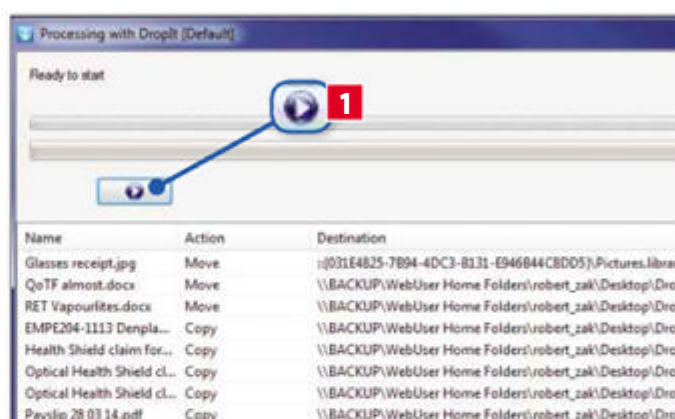 Processing with DropIt [Default]
Ready to start
1
Name Action Destination
Glasses receipt.jpg Move ::{031E4825-7B94-4DC3-B131-E946B44C8DD5}\Pictures.librar
QoTF almost.docx Move \\BACKUP\WebUser Home Folders\robert_zak\Desktop\Dro
RET Vapourlites.docx Move \\BACKUP\WebUser Home Folders\robert_zak\Desktop\Dro
EMPE204-1113 Denpla... Copy \\BACKUP\WebUser Home Folders\robert_zak\Desktop\Dro
Health Shield claim for... Copy \\BACKUP\WebUser Home Folders\robert_zak\Desktop\Dro
Optical Health Shield cl... Copy \\BACKUP\WebUser Home Folders\robert_zak\Desktop\Dro
Optical Health Shield cl... Copy \\BACKUP\WebUser Home Folders\robert_zak\Desktop\Dro
Payslip 28 03 14.pdf Copy \\BACKUP\WebUser Home Folders\robert_zak\Desktop\Dro